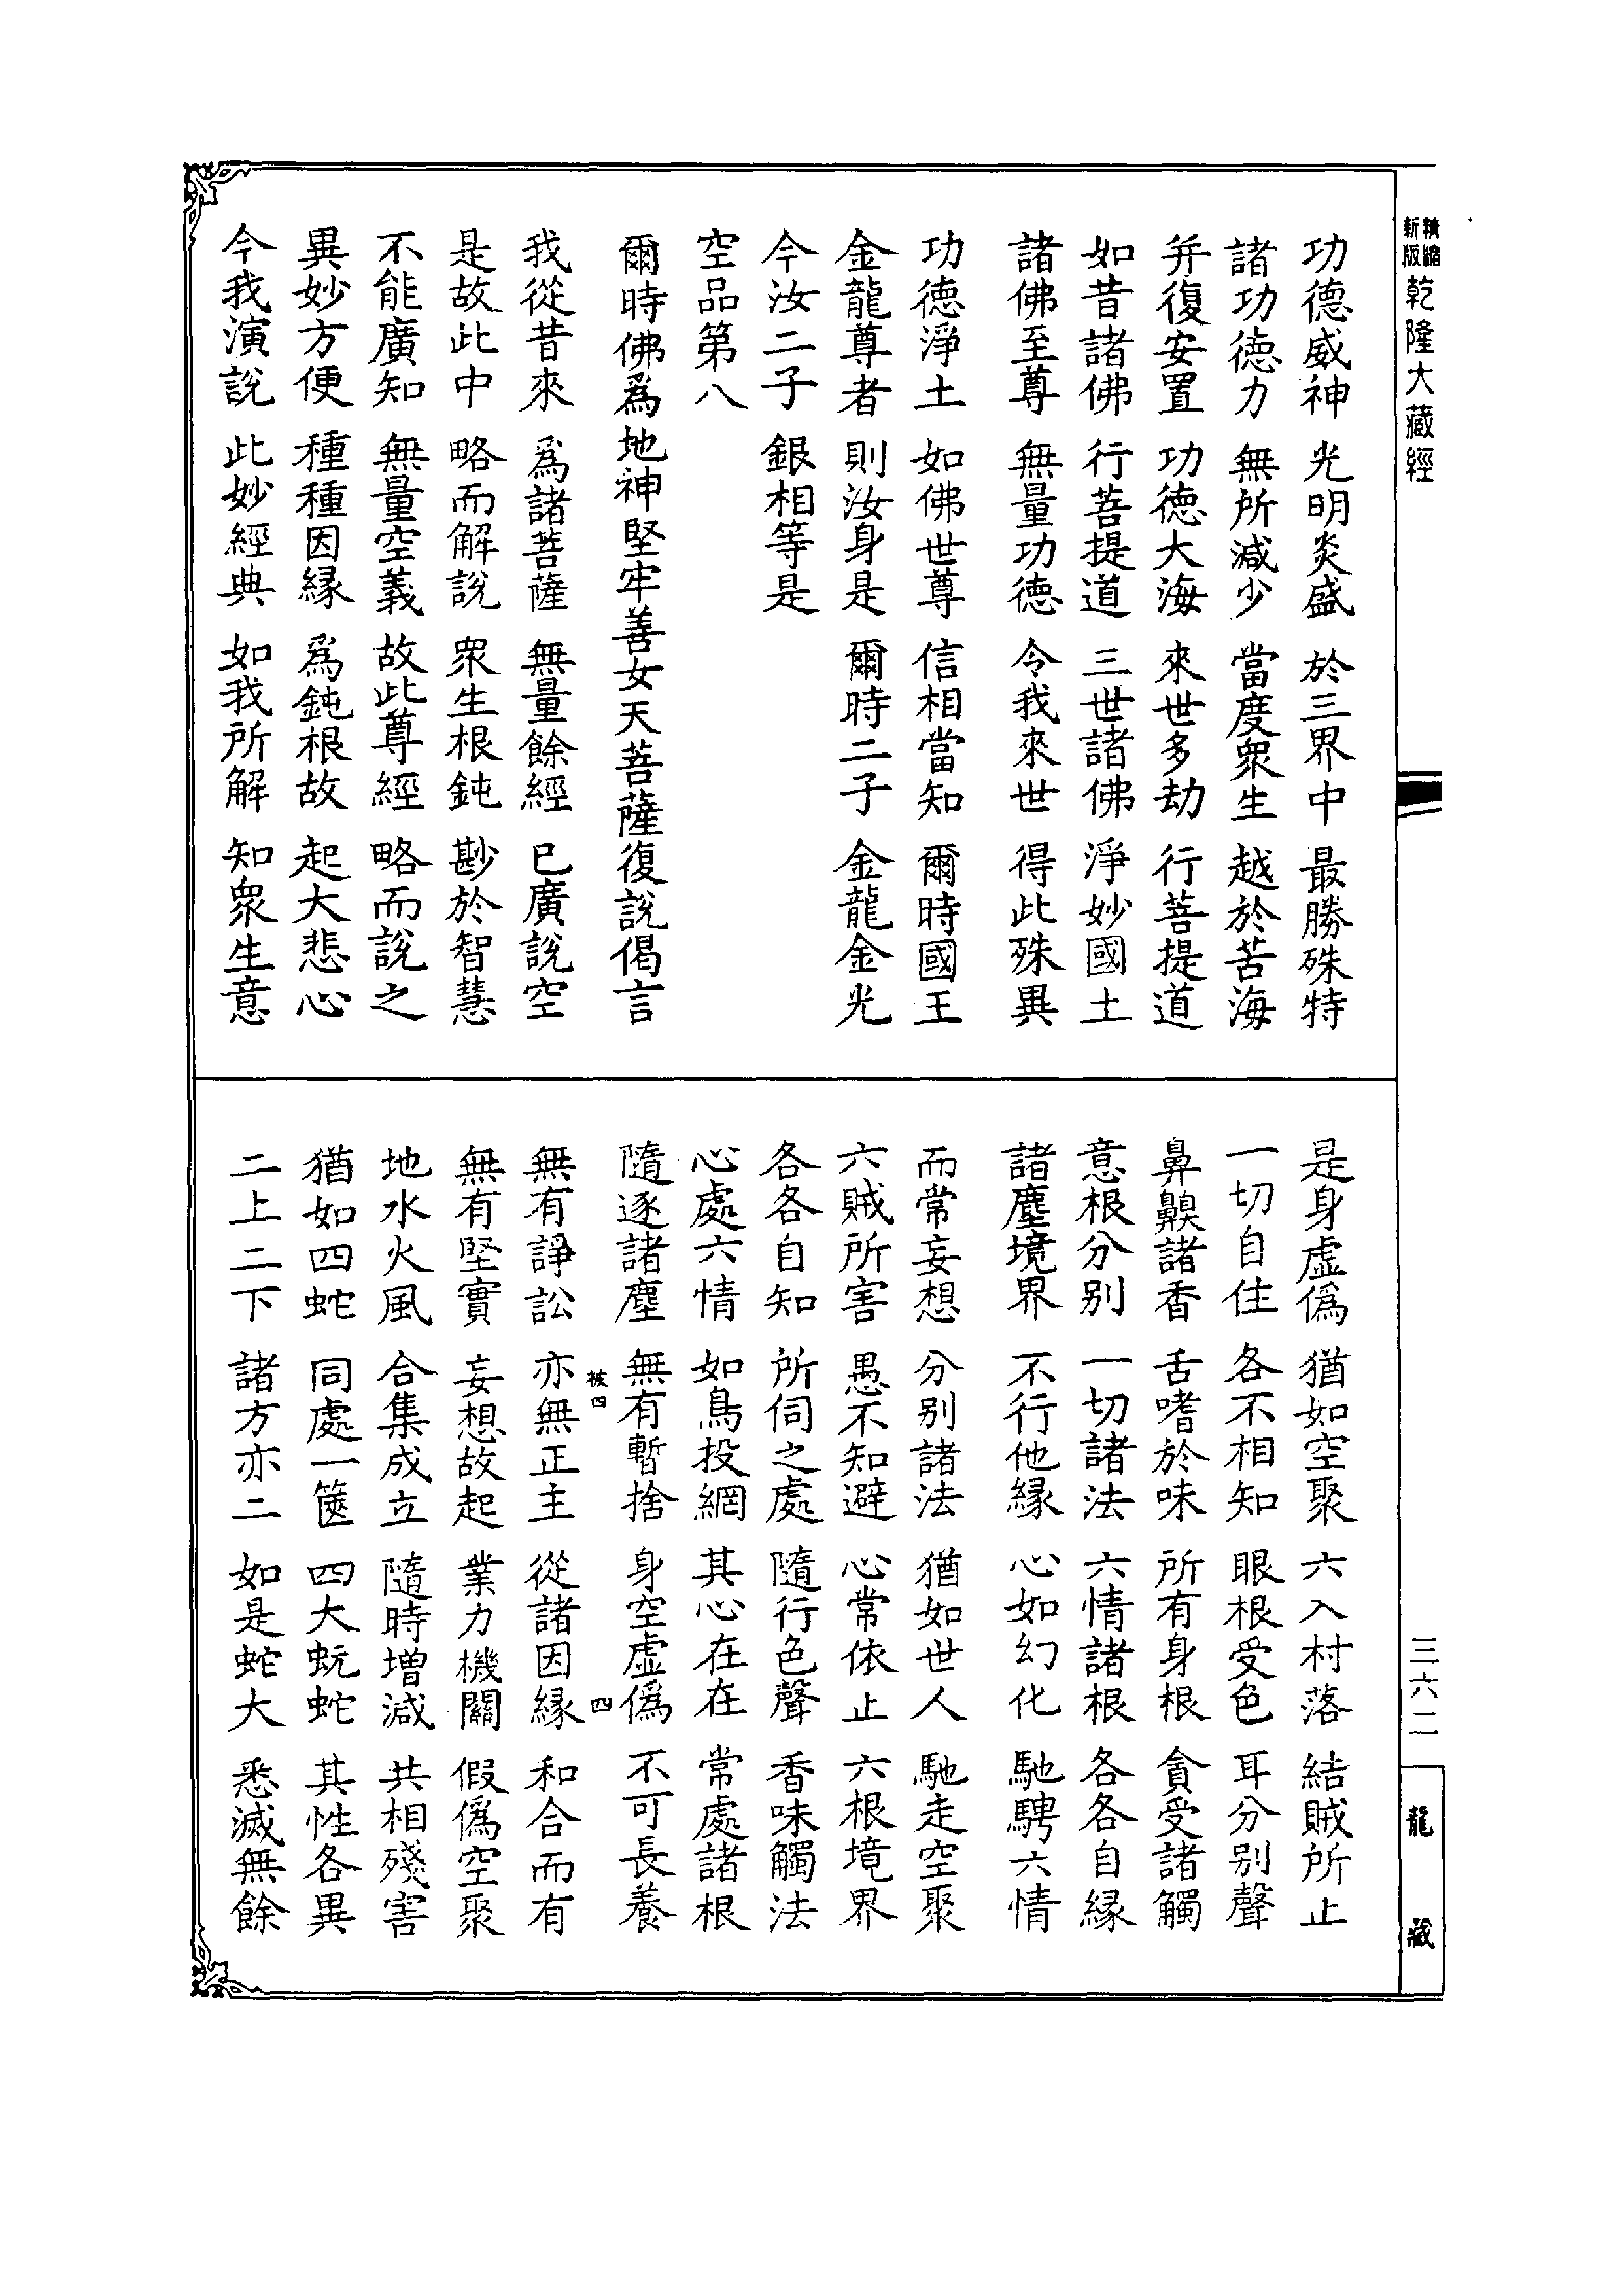 精縮新版乾隆大藏經
三六二
龍藏
功德威神　光明炎盛　於三界中　最勝殊特
諸功德力　無所減少　當度衆生　越於苦海
并復安置　功德大海　來世多劫　行菩提道
如昔諸佛　行菩提道　三世諸佛　淨妙國土
諸佛至尊　無量功德　令我來世　得此殊異
功德淨土　如佛世尊　信相當知　爾時國王
金龍尊者　則汝身是　爾時二子　金龍金光
今汝二子　銀相等是
空品第八
爾時佛爲地神堅牢善女天菩薩復說偈言
我從昔來　爲諸菩薩　無量餘經　已廣說空
是故此中　略而解說　衆生根鈍　尠於智慧
不能廣知　無量空義　故此尊經　略而說之
異妙方便　種種因緣　爲鈍根故　起大悲心
今我演說　此妙經典　如我所解　知衆生意
是身虛僞　猶如空聚　六入村落　結賊所止
一切自住　各不相知　眼根受色　耳分別聲
鼻齅諸香　舌嗜於味　所有身根　貪受諸觸
意根分別　一切諸法　六情諸根　各各自緣
諸塵境界　不行他緣　心如幻化　馳騁六情
而常妄想　分別諸法　猶如世人　馳走空聚
六賊所害　愚不知避　心常依止　六根境界
各各自知　所伺之處　隨行色聲　香味觸法
心處六情　如鳥投網　其心在在　常處諸根
隨逐諸塵　無有暫捨　身空虛僞　不可長養
被四　四
無有諍訟　亦無正主　從諸因緣　和合而有
無有堅實　妄想故起　業力機關　假僞空聚
地水火風　合集成立　隨時增減　共相殘害
猶如四蛇　同處一篋　四大蚖蛇　其性各異
二上二下　諸方亦二　如是蛇大　悉滅無餘